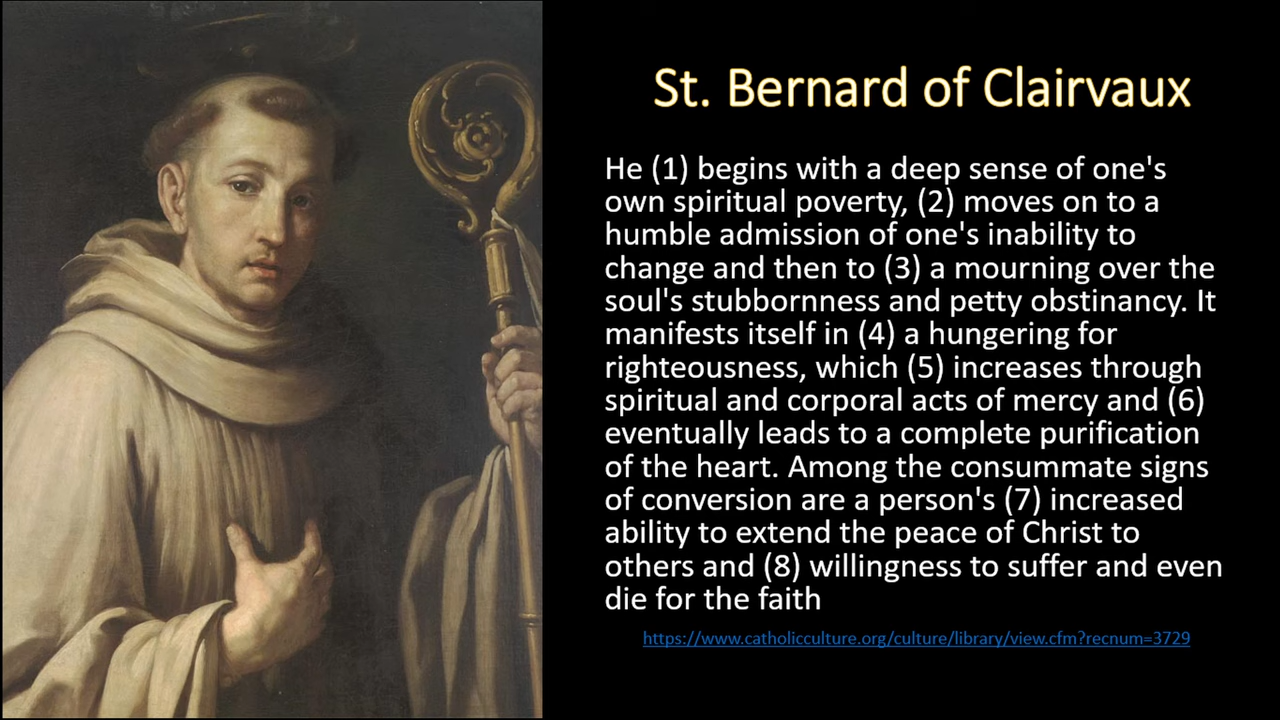 St. Bernard of Clairvaux
He (1) begins with a deep sense of one's
own spiritual poverty, (2) moves on to a
humble admission of one's inability to
change and then to (3) a mourning over the
soul's stubbornness and petty obstinancy. It
manifests itself in (4) a hungering for
righteousness, which (5) increases through
spiritual and corporal acts of mercy and (6)
eventually leads to a complete purification
of the heart. Among the consummate signs
of conversion are a person's (7) increased
ability to extend the peace of Christ to
others and (8) willingness to suffer and even
die for the faith
https://www.catholicculture.org/culture/library/view.cfm?recnum=3729